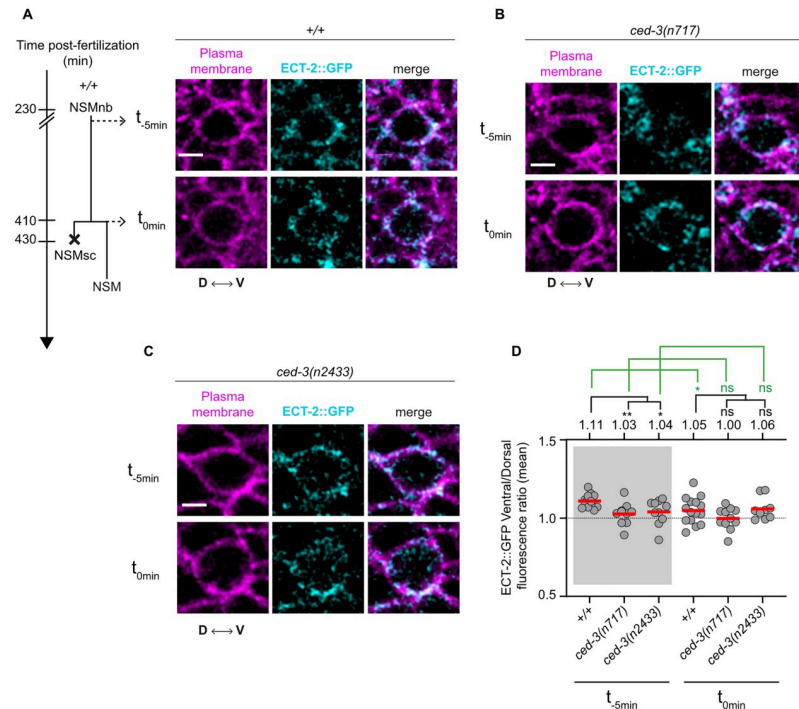 A
+/+
Time post-fertilization
(min)
+/+
230
NSMnb
t-5min
410
t0min
430
NSMsc
NSM
Plasma
membrane
ECT-2::GFP
merge
D ↔ V
B
ced-3(n717)
Plasma
membrane
ECT-2::GFP
merge
t-5min
t0min
D ↔ V
C
ced-3(n2433)
Plasma
membrane
ECT-2::GFP
merge
t-5min
t0min
D ↔ V
D
* ns ns
** * ns ns
1.11 1.03 1.04 1.05 1.00 1.06
ECT-2::GFP Ventral/Dorsal
fluorescence ratio (mean)
1.5
1.0
0.5
+/+ ced-3(n717) ced-3(n2433) +/+ ced-3(n717) ced-3(n2433)
t-5min t0min